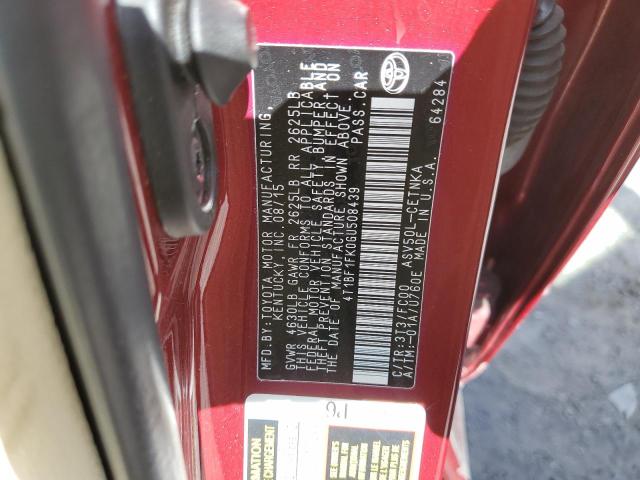 MFD.BY:TOYOTA MOTOR MANUFACTURING,
KENTUCKY, INC. 08/15
GVWR 4630LB GAWR FR 2625LB RR 2625LB
THIS VEHICLE CONFORMS TO ALL APPLICABLE
FEDERAL MOTOR VEHICLE SAFETY, BUMPER, AND
THEFT PREVENTION STANDARDS IN EFFECT ON
THE DATE OF MANUFACTURE SHOWN ABOVE.
4T1BF1FK0GU508439 PASS.CAR
C/TR:3T3/FC00 ASV50L-CETNKA
A/TM:-01A/U760E MADE IN U.S.A. 64284